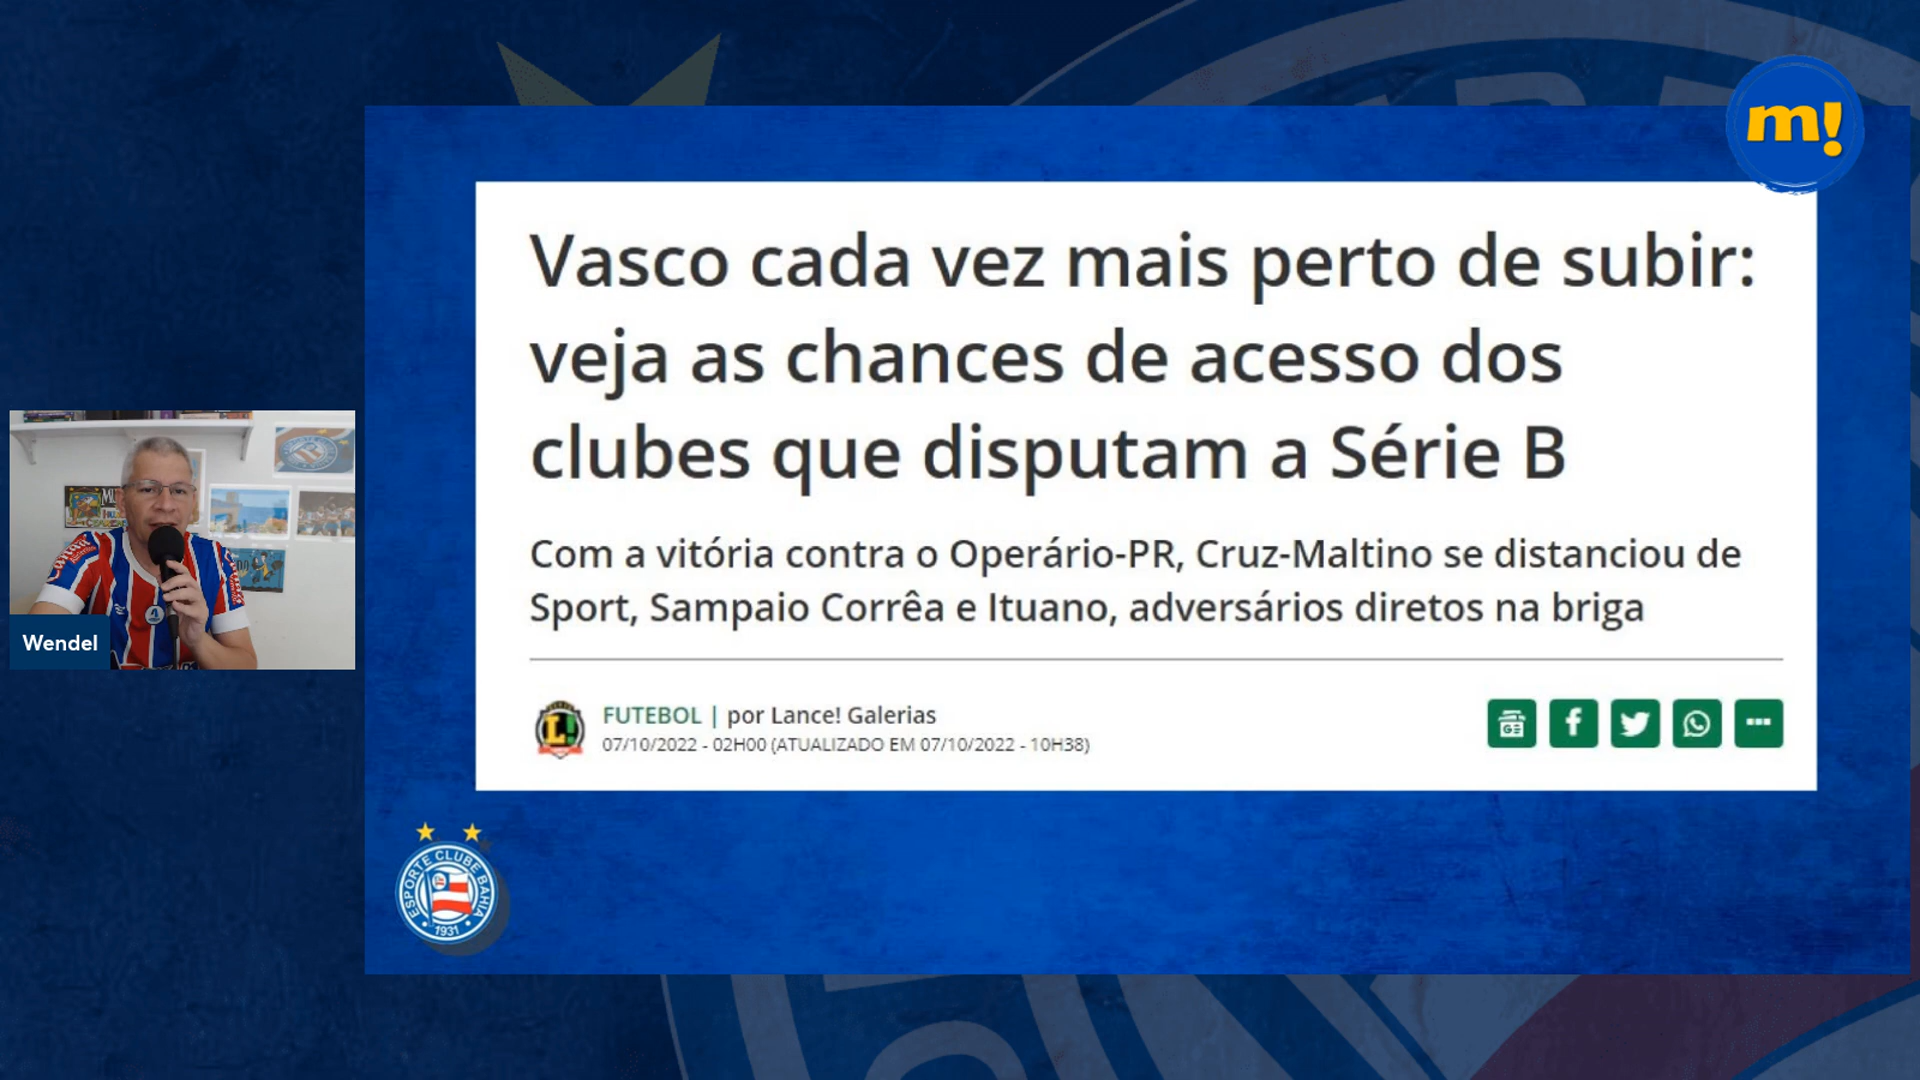 m!
Vasco cada vez mais perto de subir:
veja as chances de acesso dos
clubes que disputam a Série B
Com a vitória contra o Operário-PR, Cruz-Maltino se distanciou de
Sport, Sampaio Corrêa e Ituano, adversários diretos na briga
L!
FUTEBOL | por Lance! Galerias
07/10/2022 - 02H00 (ATUALIZADO EM 07/10/2022 - 10H38)
GE
Wendel
ESPORTE CLUBE BAHIA
1931